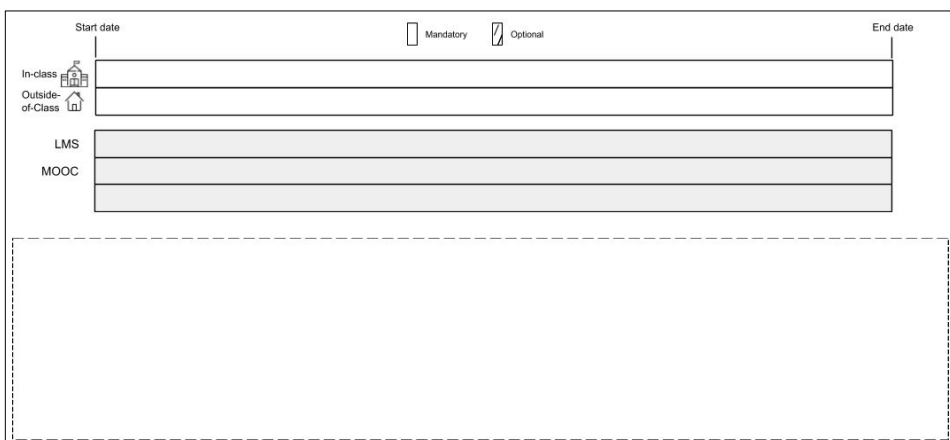 Start date
Mandatory
Optional
End date
In-class
Outside-
of-Class
LMS
MOOC